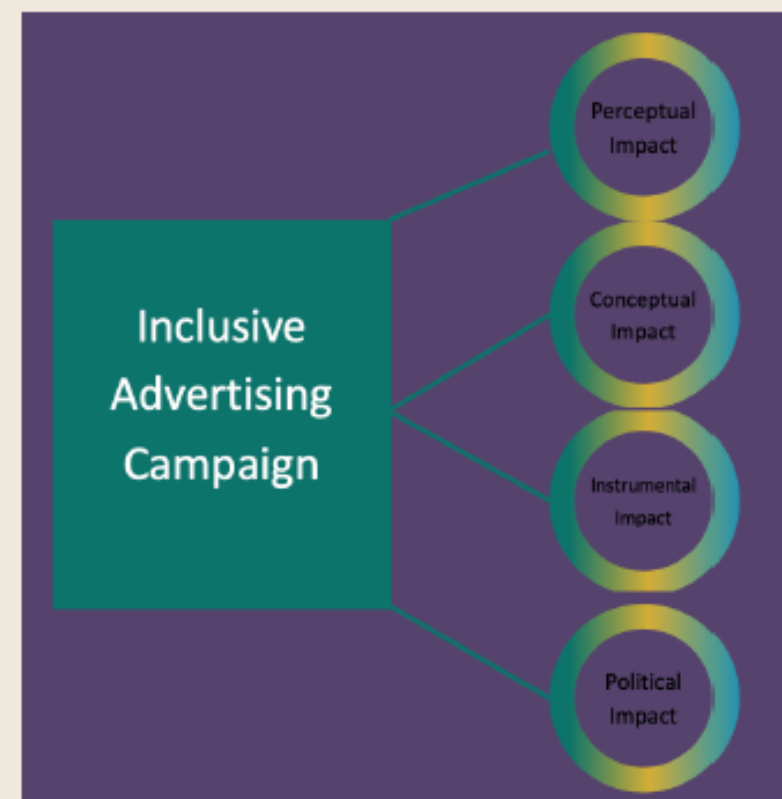 Inclusive
Advertising
Campaign
Perceptual
Impact
Conceptual
Impact
Instrumental
Impact
Political
Impact